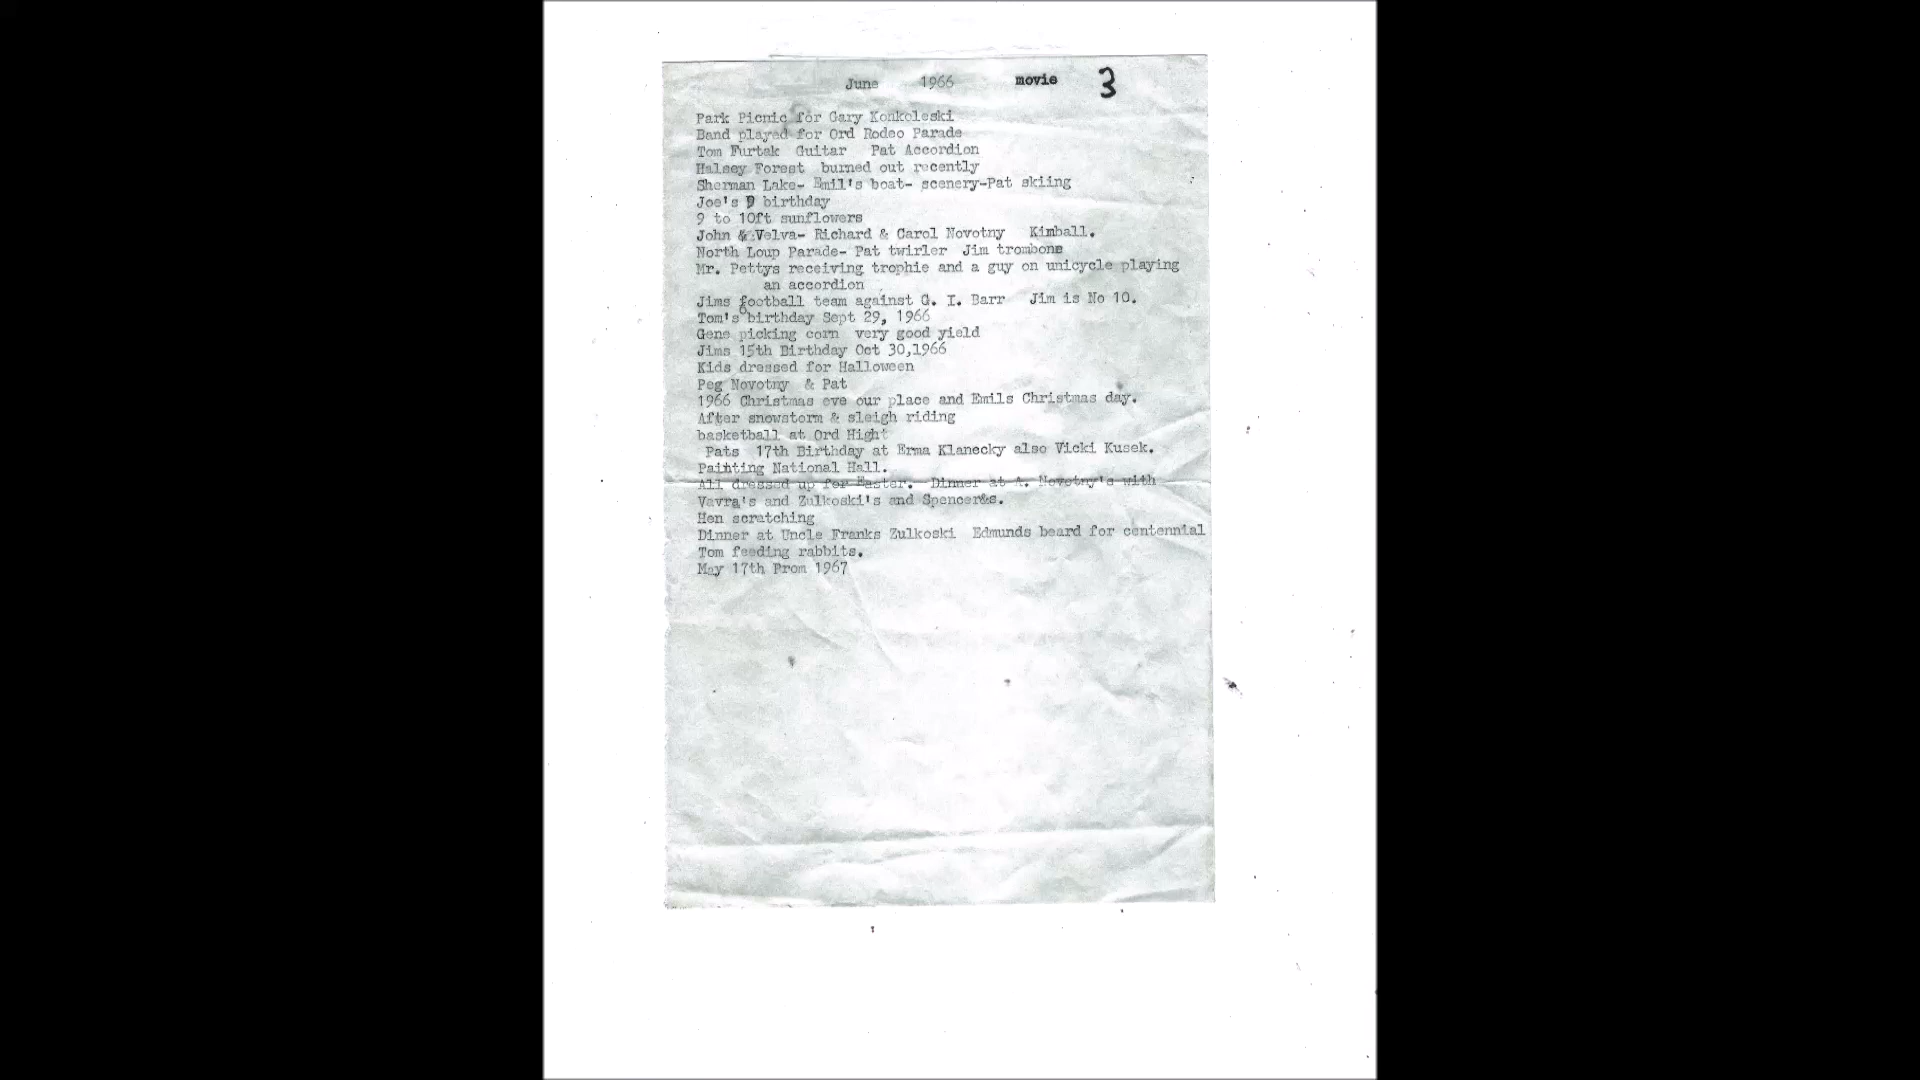 June 1966 movie 3
Park Picnic for Gary Konkoleski
Band played for Ord Rodeo Parade
Tom Furtak Guitar Pat Accordion
Halsey Forest burned out recently
Sherman Lake- Emil's boat- scenery-Pat skiing
Joe's 9 birthday
9 to 10ft sunflowers
John & Velva- Richard & Carol Novotny Kimball.
North Loup Parade- Pat twirler Jim trombone
Mr. Pettys receiving trophie and a guy on unicycle playing
an accordion
Jims football team against G. I. Barr Jim is No 10.
Tom's birthday Sept 29, 1966
Gene picking corn very good yield
Jims 15th Birthday Oct 30,1966
Kids dressed for Halloween
Peg Novotny & Pat
1966 Christmas eve our place and Emils Christmas day.
After snowstorm & sleigh riding
basketball at Ord Hight
Pats 17th Birthday at Erma Klanecky also Vicki Kusek.
Painting National Hall.
All dressed up for Easter. Dinner at A. Novotny's with
Vavra's and Zulkoski's and Spencer&s.
Hen scratching
Dinner at Uncle Franks Zulkoski Edmunds beard for centennial
Tom feeding rabbits.
May 17th Prom 1967